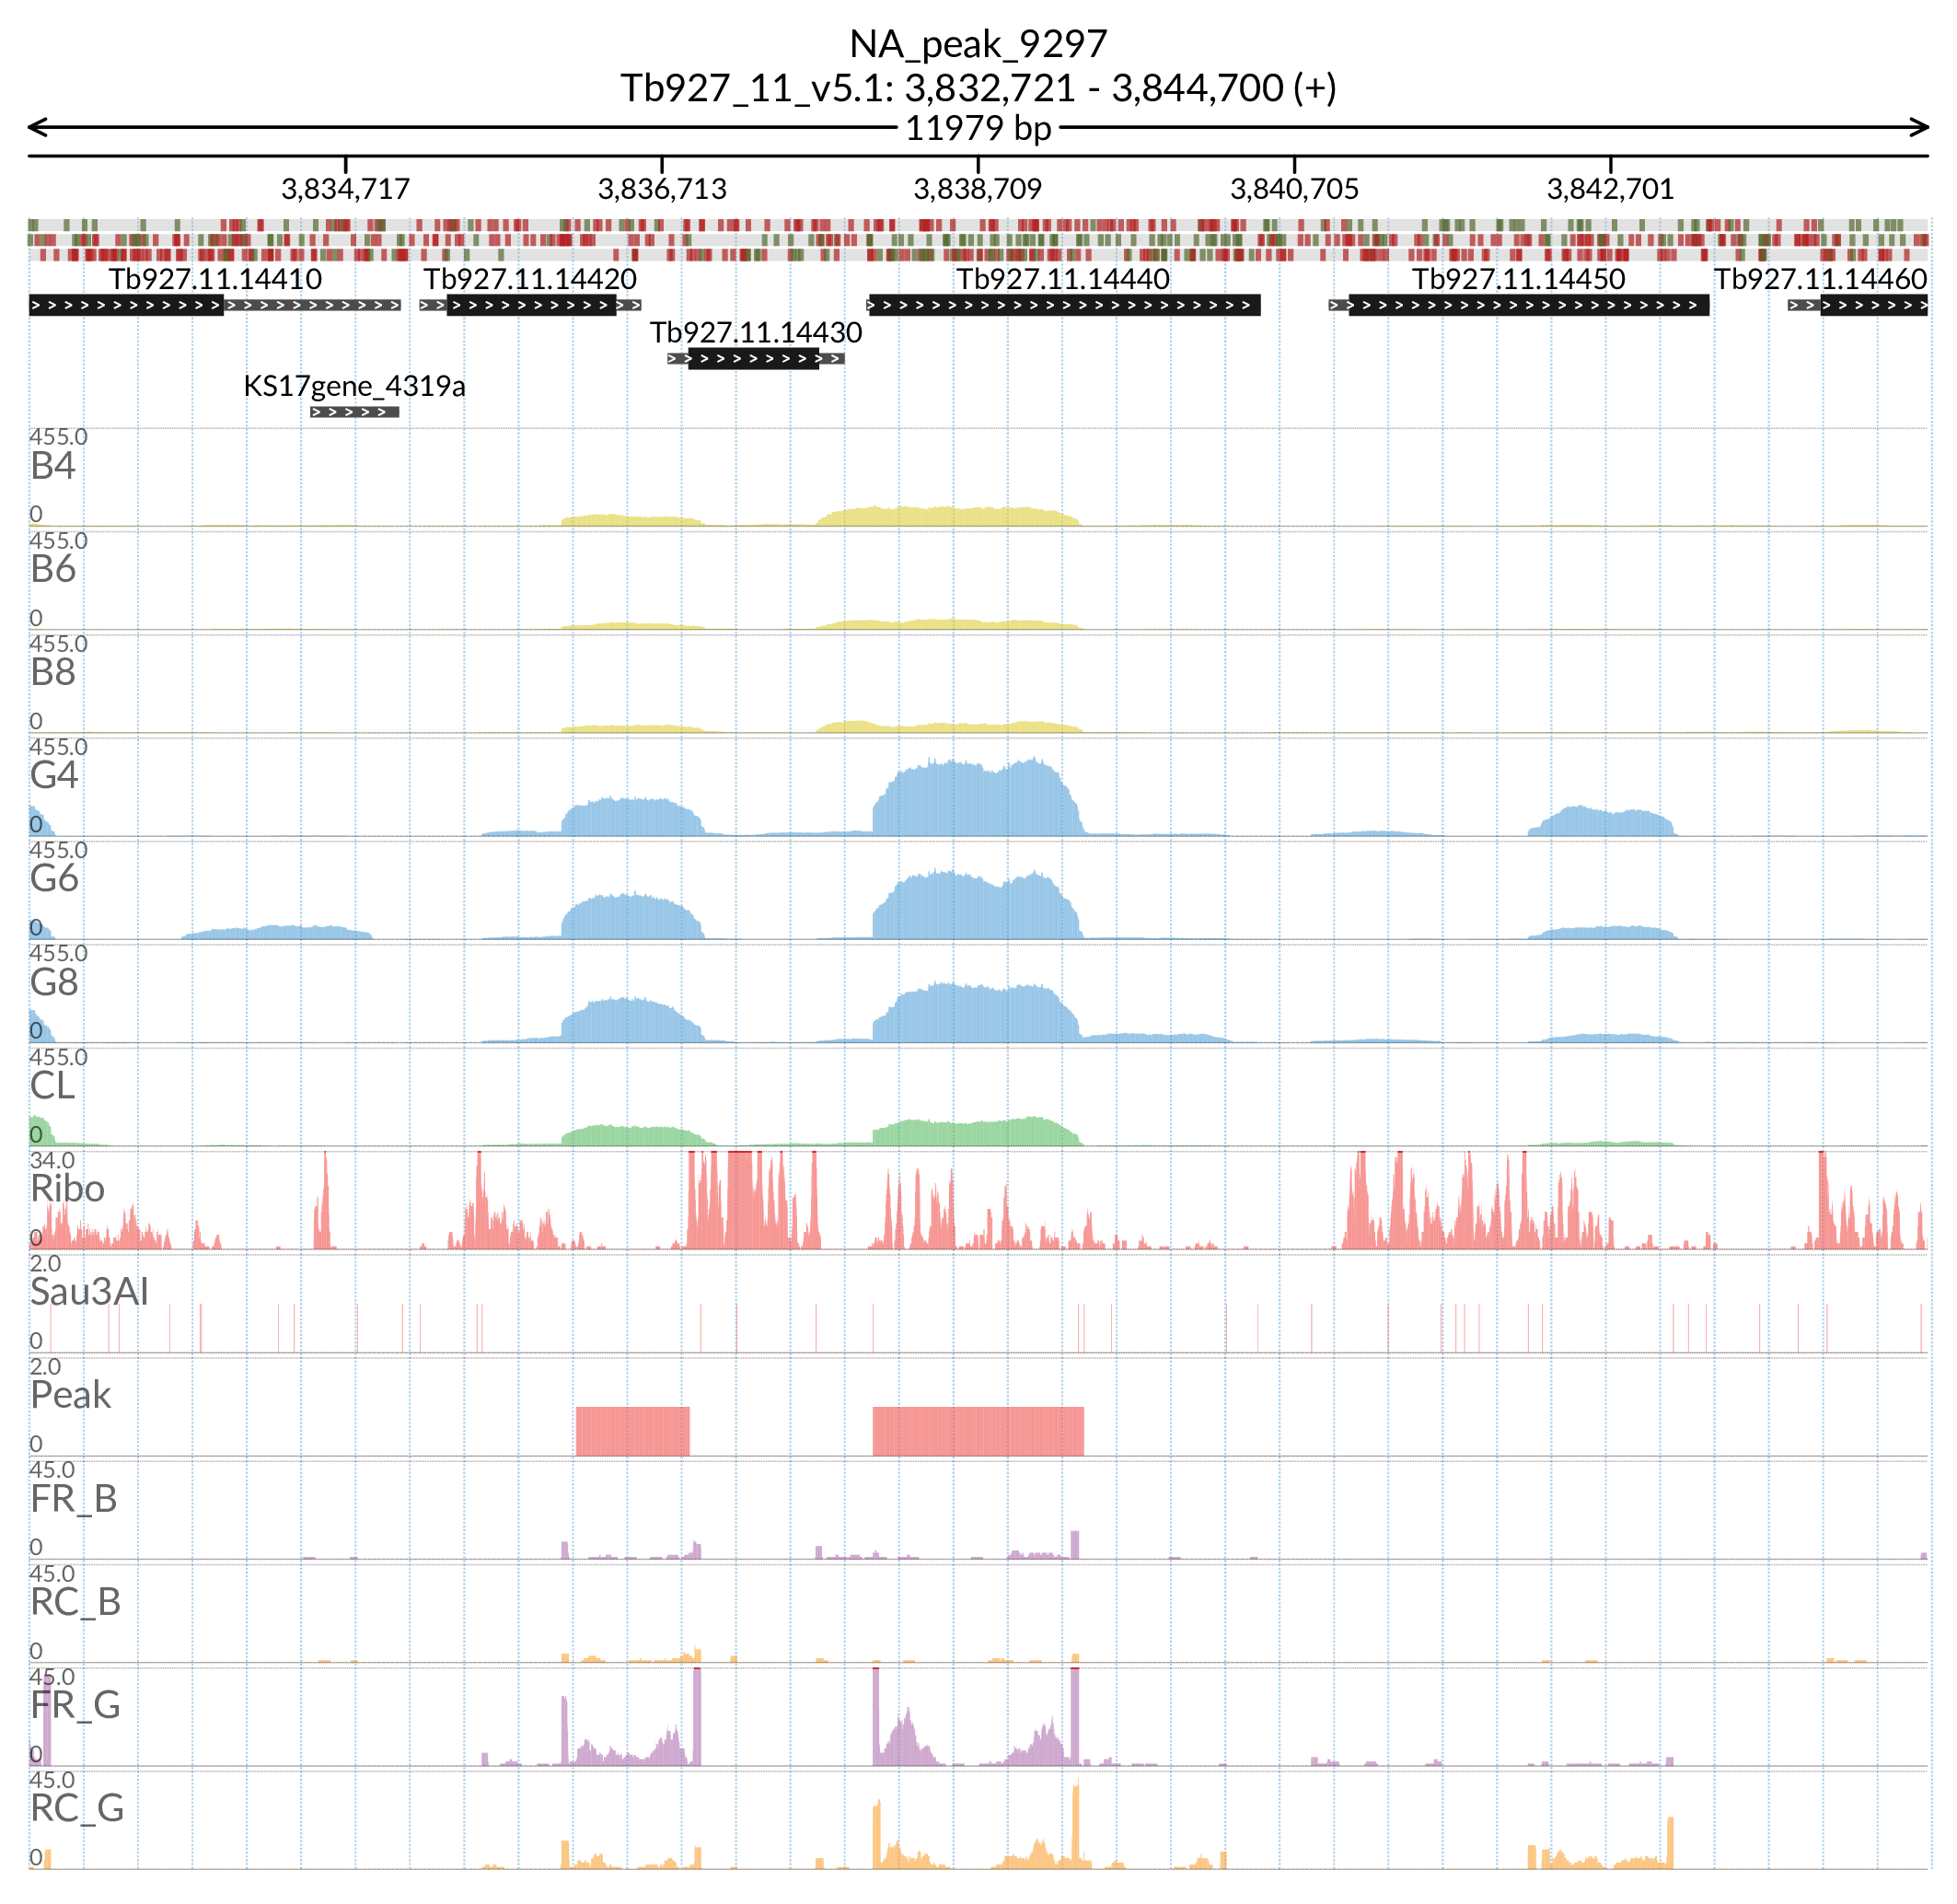 NA_peak_9297
Tb927_11_v5.1: 3,832,721 - 3,844,700 (+)
11979 bp
3,834,717 3,836,713 3,838,709 3,840,705 3,842,701
Tb927.11.14410 Tb927.11.14420 Tb927.11.14440 Tb927.11.14450 Tb927.11.14460
Tb927.11.14430
KS17gene_4319a
455.0
B4
0
455.0
B6
0
455.0
B8
0
455.0
G4
0
455.0
G6
0
455.0
G8
0
455.0
CL
0
34.0
Ribo
0
2.0
Sau3AI
0
2.0
Peak
0
45.0
FR_B
0
45.0
RC_B
0
45.0
FR_G
0
45.0
RC_G
0